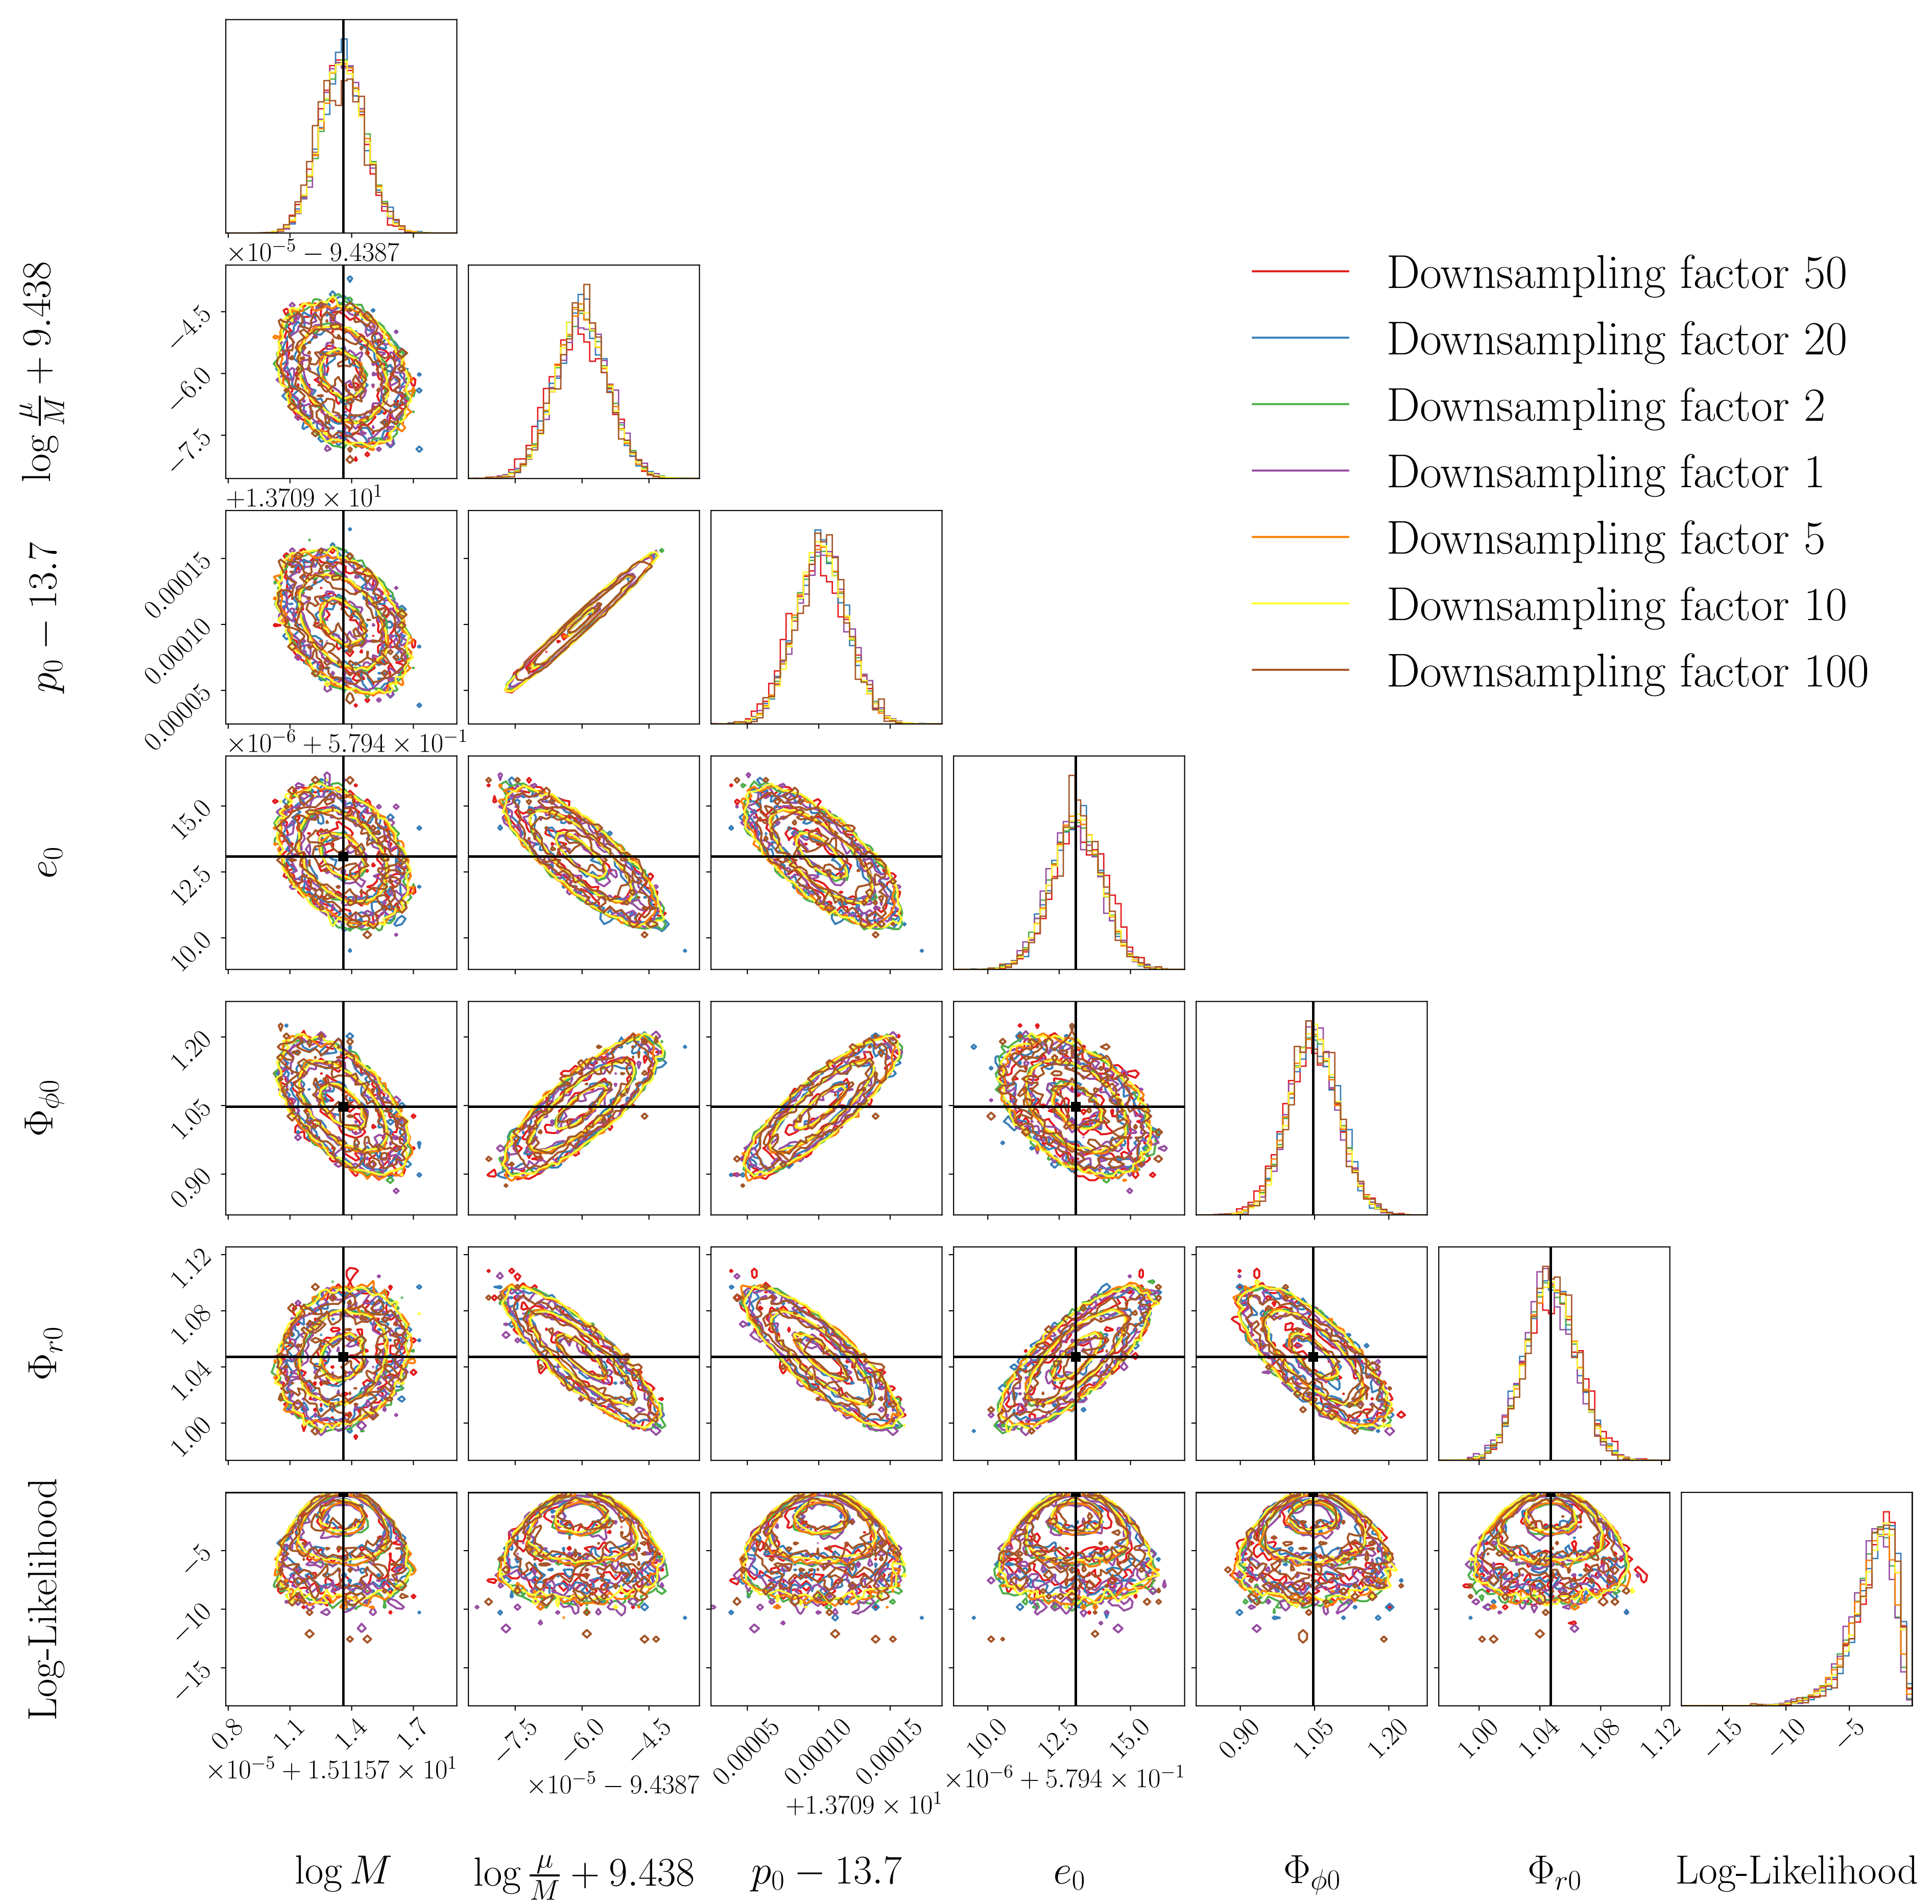 ×10⁻⁵ − 9.4387
log μ/M + 9.438
−4.5
−6.0
−7.5
+1.3709 × 10¹
p₀ − 13.7
0.00015
0.00010
0.00005
×10⁻⁶ + 5.794 × 10⁻¹
e₀
15.0
12.5
10.0
Φ_ϕ0
1.20
1.05
0.90
Φ_r0
1.12
1.08
1.04
1.00
Log-Likelihood
−5
−10
−15
Downsampling factor 50
Downsampling factor 20
Downsampling factor 2
Downsampling factor 1
Downsampling factor 5
Downsampling factor 10
Downsampling factor 100
0.8 1.1 1.4 1.7 −7.5 −6.0 −4.5 0.00005 0.00010 0.00015 10.0 12.5 15.0 0.90 1.05 1.20 1.00 1.04 1.08 1.12 −15 −10 −5
×10⁻⁵ + 1.51157 × 10¹ ×10⁻⁵ − 9.4387 +1.3709 × 10¹ ×10⁻⁶ + 5.794 × 10⁻¹
log M log μ/M + 9.438 p₀ − 13.7 e₀ Φ_ϕ0 Φ_r0 Log-Likelihood